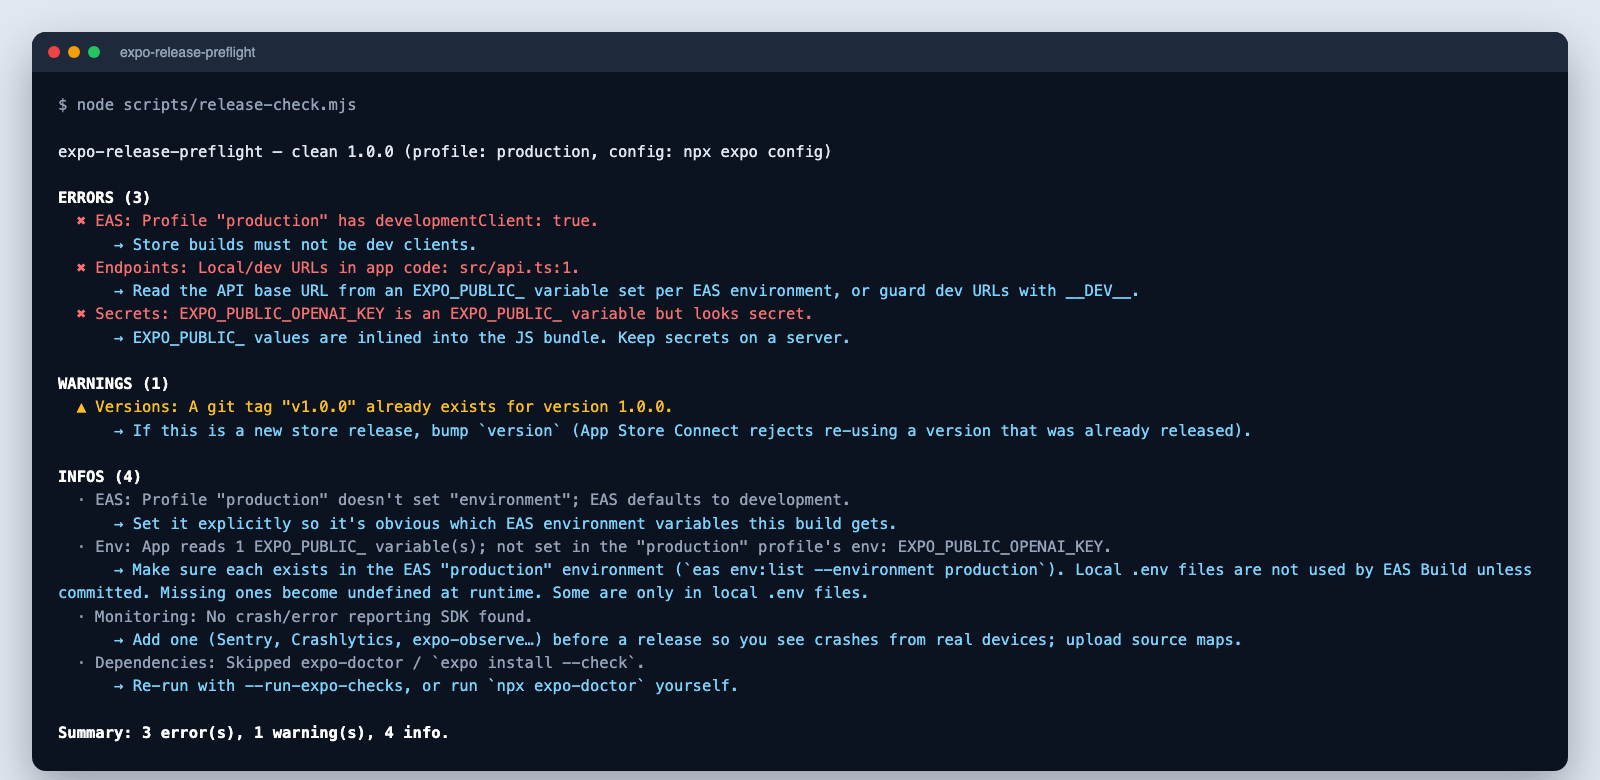 expo-release-preflight
$ node scripts/release-check.mjs
expo-release-preflight — clean 1.0.0 (profile: production, config: npx expo config)
ERRORS (3)
✖ EAS: Profile "production" has developmentClient: true.
→ Store builds must not be dev clients.
✖ Endpoints: Local/dev URLs in app code: src/api.ts:1.
→ Read the API base URL from an EXPO_PUBLIC_ variable set per EAS environment, or guard dev URLs with __DEV__.
✖ Secrets: EXPO_PUBLIC_OPENAI_KEY is an EXPO_PUBLIC_ variable but looks secret.
→ EXPO_PUBLIC_ values are inlined into the JS bundle. Keep secrets on a server.
WARNINGS (1)
▲ Versions: A git tag "v1.0.0" already exists for version 1.0.0.
→ If this is a new store release, bump `version` (App Store Connect rejects re-using a version that was already released).
INFOS (4)
· EAS: Profile "production" doesn't set "environment"; EAS defaults to development.
→ Set it explicitly so it's obvious which EAS environment variables this build gets.
· Env: App reads 1 EXPO_PUBLIC_ variable(s); not set in the "production" profile's env: EXPO_PUBLIC_OPENAI_KEY.
→ Make sure each exists in the EAS "production" environment (`eas env:list --environment production`). Local .env files are not used by EAS Build unless
committed. Missing ones become undefined at runtime. Some are only in local .env files.
· Monitoring: No crash/error reporting SDK found.
→ Add one (Sentry, Crashlytics, expo-observe…) before a release so you see crashes from real devices; upload source maps.
· Dependencies: Skipped expo-doctor / `expo install --check`.
→ Re-run with --run-expo-checks, or run `npx expo-doctor` yourself.
Summary: 3 error(s), 1 warning(s), 4 info.